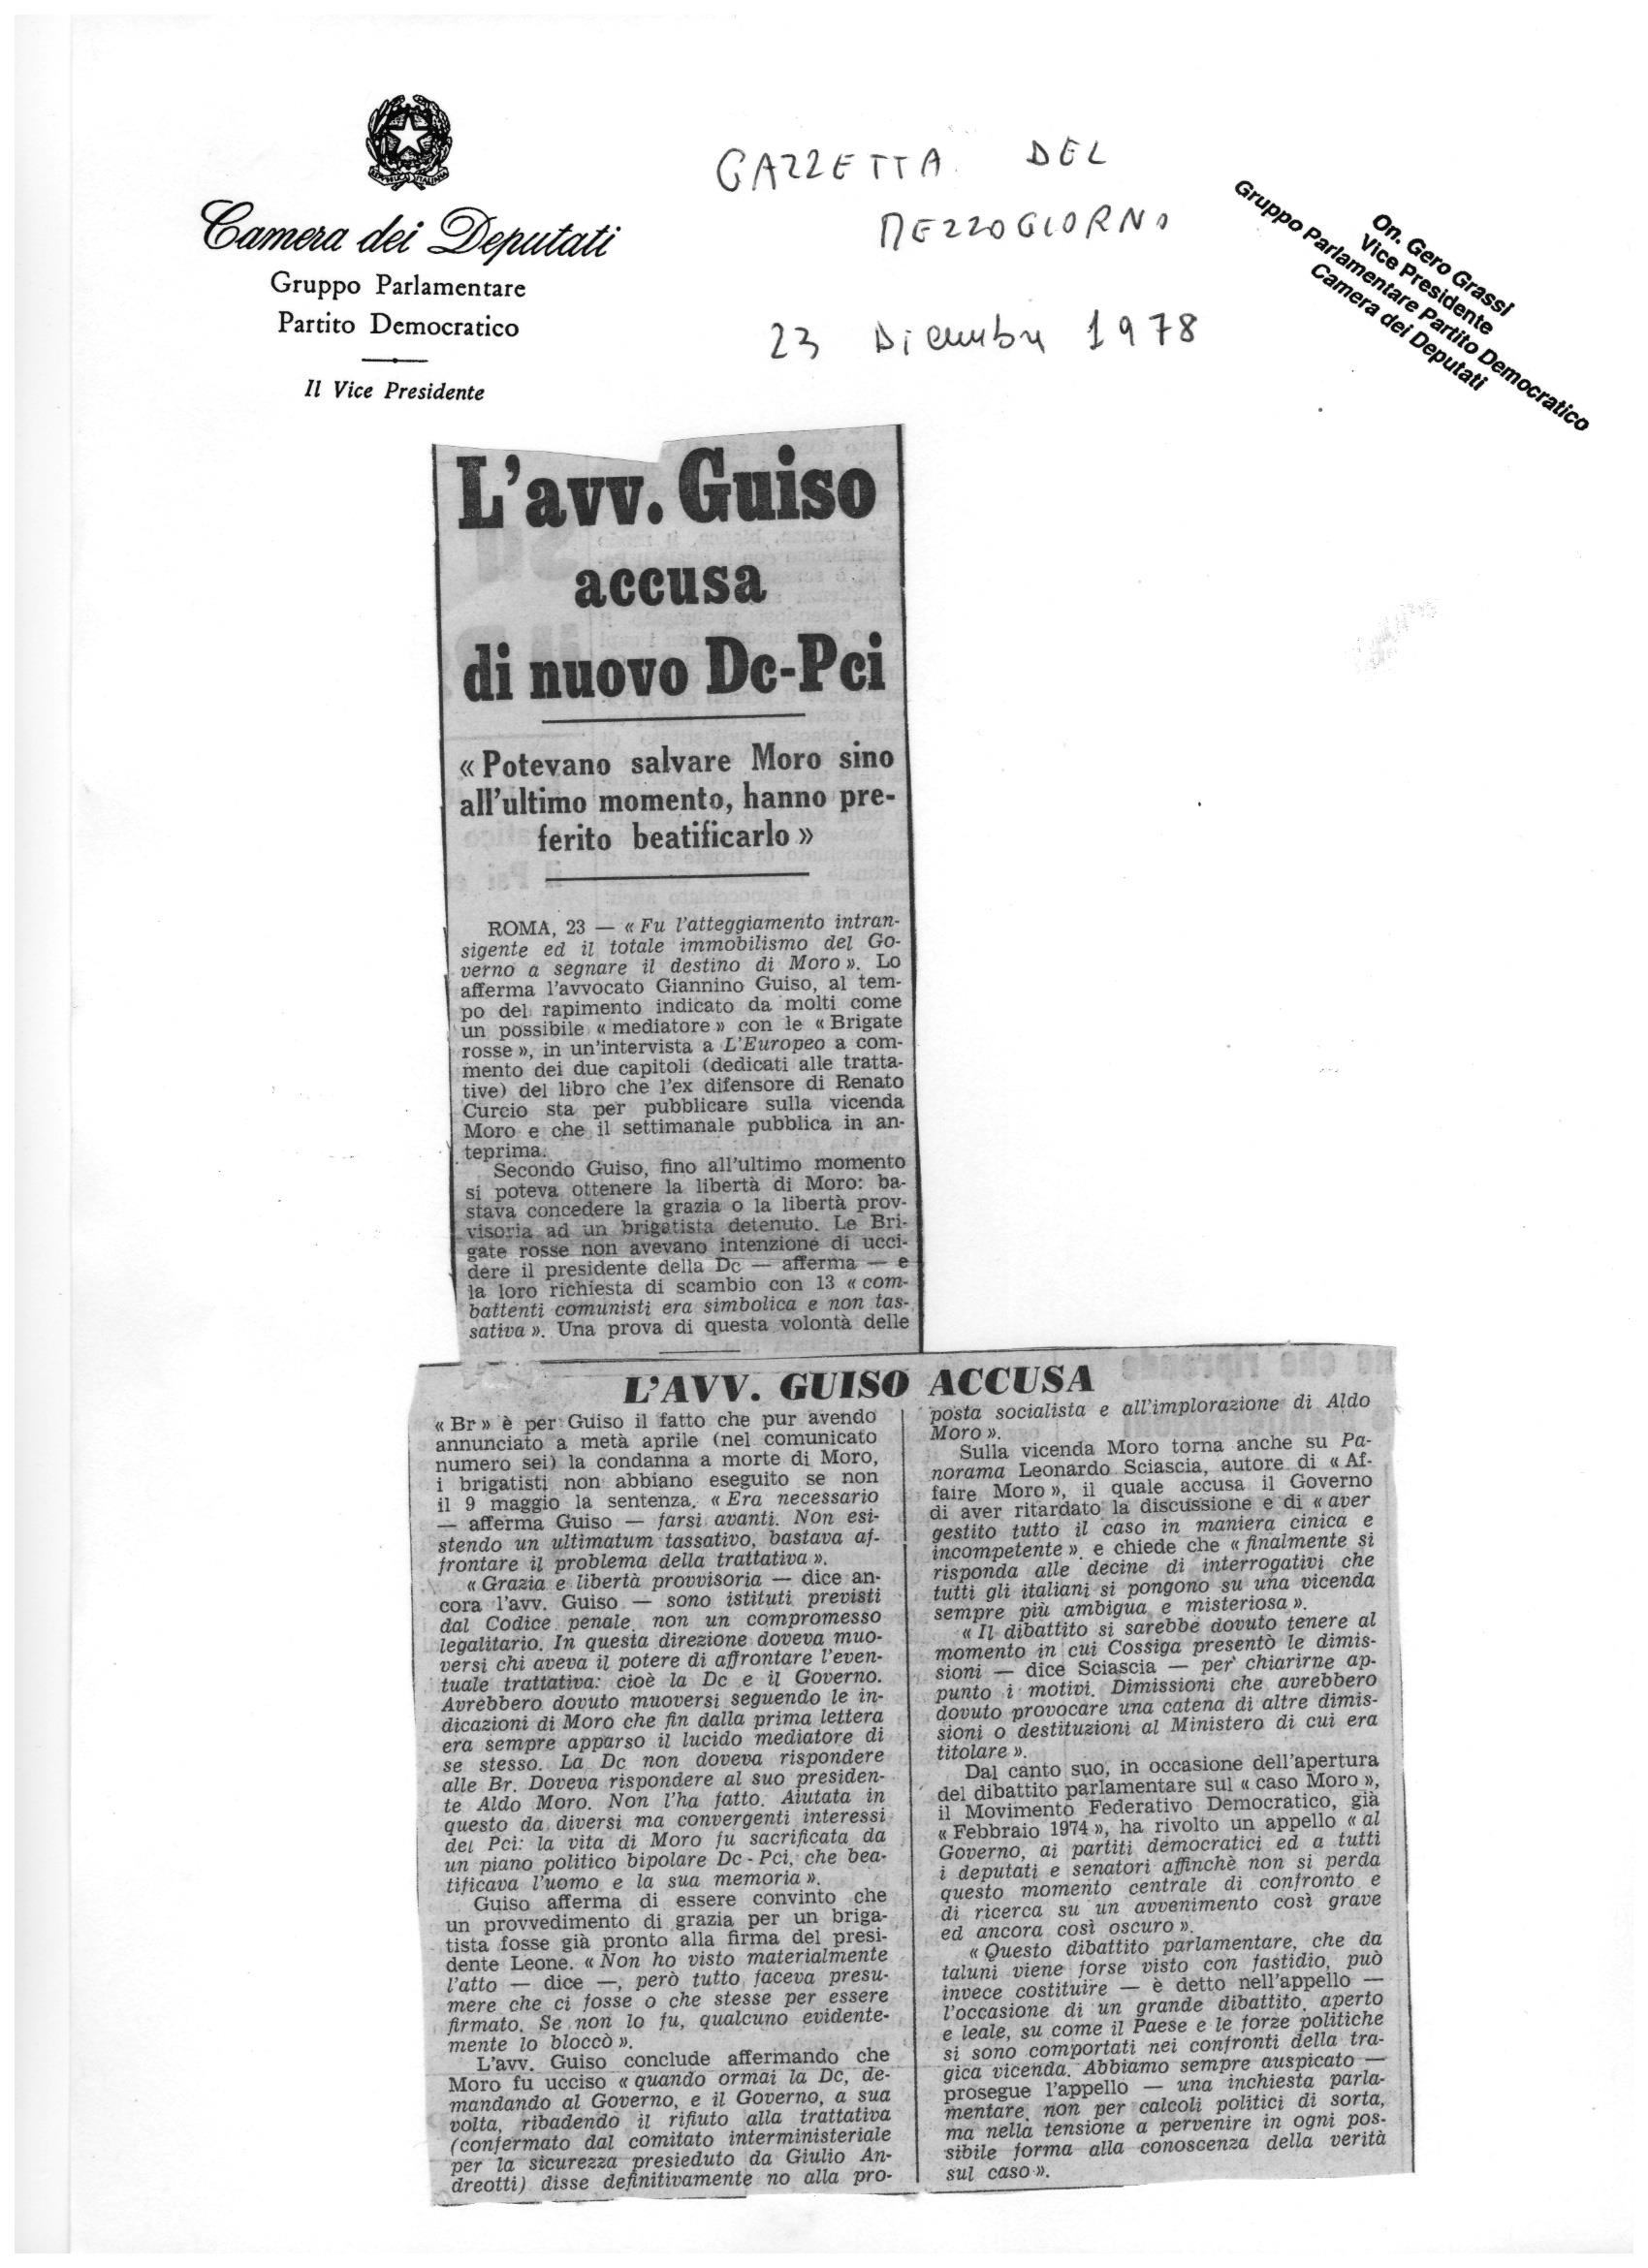 Camera dei Deputati
Gruppo Parlamentare
Partito Democratico
Il Vice Presidente
GAZZETTA DEL
MEZZOGIORNO
23 Dicembre 1978
On. Gero Grassi
Vice Presidente
Gruppo Parlamentare Partito Democratico
Camera dei Deputati
L'avv. Guiso
accusa
di nuovo Dc-Pci
« Potevano salvare Moro sino
all'ultimo momento, hanno pre-
ferito beatificarlo »
ROMA, 23 — « Fu l'atteggiamento intran-
sigente ed il totale immobilismo del Go-
verno a segnare il destino di Moro ». Lo
afferma l'avvocato Giannino Guiso, al tem-
po del rapimento indicato da molti come
un possibile « mediatore » con le « Brigate
rosse », in un'intervista a L'Europeo a com-
mento dei due capitoli (dedicati alle tratta-
tive) del libro che l'ex difensore di Renato
Curcio sta per pubblicare sulla vicenda
Moro e che il settimanale pubblica in an-
teprima.
Secondo Guiso, fino all'ultimo momento
si poteva ottenere la libertà di Moro: ba-
stava concedere la grazia o la libertà prov-
visoria ad un brigatista detenuto. Le Bri-
gate rosse non avevano intenzione di ucci-
dere il presidente della Dc — afferma — e
la loro richiesta di scambio con 13 « com-
battenti comunisti era simbolica e non tas-
sativa ». Una prova di questa volontà delle
L'AVV. GUISO ACCUSA
« Br » è per Guiso il fatto che pur avendo
annunciato a metà aprile (nel comunicato
numero sei) la condanna a morte di Moro,
i brigatisti non abbiano eseguito se non
il 9 maggio la sentenza. « Era necessario
— afferma Guiso — farsi avanti. Non esi-
stendo un ultimatum tassativo, bastava af-
frontare il problema della trattativa ».
« Grazia e libertà provvisoria — dice an-
cora l'avv. Guiso — sono istituti previsti
dal Codice penale, non un compromesso
legalitario. In questa direzione doveva muo-
versi chi aveva il potere di affrontare l'even-
tuale trattativa: cioè la Dc e il Governo.
Avrebbero dovuto muoversi seguendo le in-
dicazioni di Moro che fin dalla prima lettera
era sempre apparso il lucido mediatore di
se stesso. La Dc non doveva rispondere
alle Br. Doveva rispondere al suo presiden-
te Aldo Moro. Non l'ha fatto. Aiutata in
questo da diversi ma convergenti interessi
del Pci: la vita di Moro fu sacrificata da
un piano politico bipolare Dc - Pci, che bea-
tificava l'uomo e la sua memoria ».
Guiso afferma di essere convinto che
un provvedimento di grazia per un briga-
tista fosse già pronto alla firma del presi-
dente Leone. « Non ho visto materialmente
l'atto — dice —, però tutto faceva presu-
mere che ci fosse o che stesse per essere
firmato. Se non lo fu, qualcuno evidente-
mente lo bloccò ».
L'avv. Guiso conclude affermando che
Moro fu ucciso « quando ormai la Dc, de-
mandando al Governo, e il Governo, a sua
volta, ribadendo il rifiuto alla trattativa
(confermato dal comitato interministeriale
per la sicurezza presieduto da Giulio An-
dreotti) disse definitivamente no alla pro-
posta socialista e all'implorazione di Aldo
Moro ».
Sulla vicenda Moro torna anche su Pa-
norama Leonardo Sciascia, autore di « Af-
faire Moro », il quale accusa il Governo
di aver ritardato la discussione e di « aver
gestito tutto il caso in maniera cinica e
incompetente » e chiede che « finalmente si
risponda alle decine di interrogativi che
tutti gli italiani si pongono su una vicenda
sempre più ambigua e misteriosa ».
« Il dibattito si sarebbe dovuto tenere al
momento in cui Cossiga presentò le dimis-
sioni — dice Sciascia — per chiarirne ap-
punto i motivi. Dimissioni che avrebbero
dovuto provocare una catena di altre dimis-
sioni o destituzioni al Ministero di cui era
titolare ».
Dal canto suo, in occasione dell'apertura
del dibattito parlamentare sul « caso Moro »,
il Movimento Federativo Democratico, già
« Febbraio 1974 », ha rivolto un appello « al
Governo, ai partiti democratici ed a tutti
i deputati e senatori affinchè non si perda
questo momento centrale di confronto e
di ricerca su un avvenimento così grave
ed ancora così oscuro ».
« Questo dibattito parlamentare, che da
taluni viene forse visto con fastidio, può
invece costituire — è detto nell'appello —
l'occasione di un grande dibattito, aperto
e leale, su come il Paese e le forze politiche
si sono comportati nei confronti della tra-
gica vicenda. Abbiamo sempre auspicato —
prosegue l'appello — una inchiesta parla-
mentare, non per calcoli politici di sorta,
ma nella tensione a pervenire in ogni pos-
sibile forma alla conoscenza della verità
sul caso ».